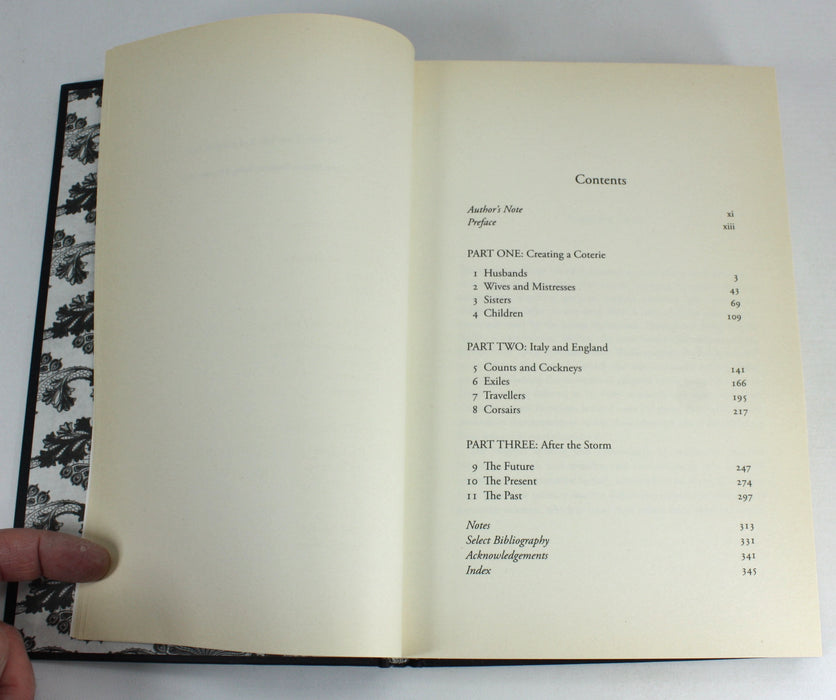 Contents
Author's Note xi
Preface xiii
PART ONE: Creating a Coterie
1 Husbands 3
2 Wives and Mistresses 43
3 Sisters 69
4 Children 109
PART TWO: Italy and England
5 Counts and Cockneys 141
6 Exiles 166
7 Travellers 195
8 Corsairs 217
PART THREE: After the Storm
9 The Future 247
10 The Present 274
11 The Past 297
Notes 313
Select Bibliography 331
Acknowledgements 341
Index 345